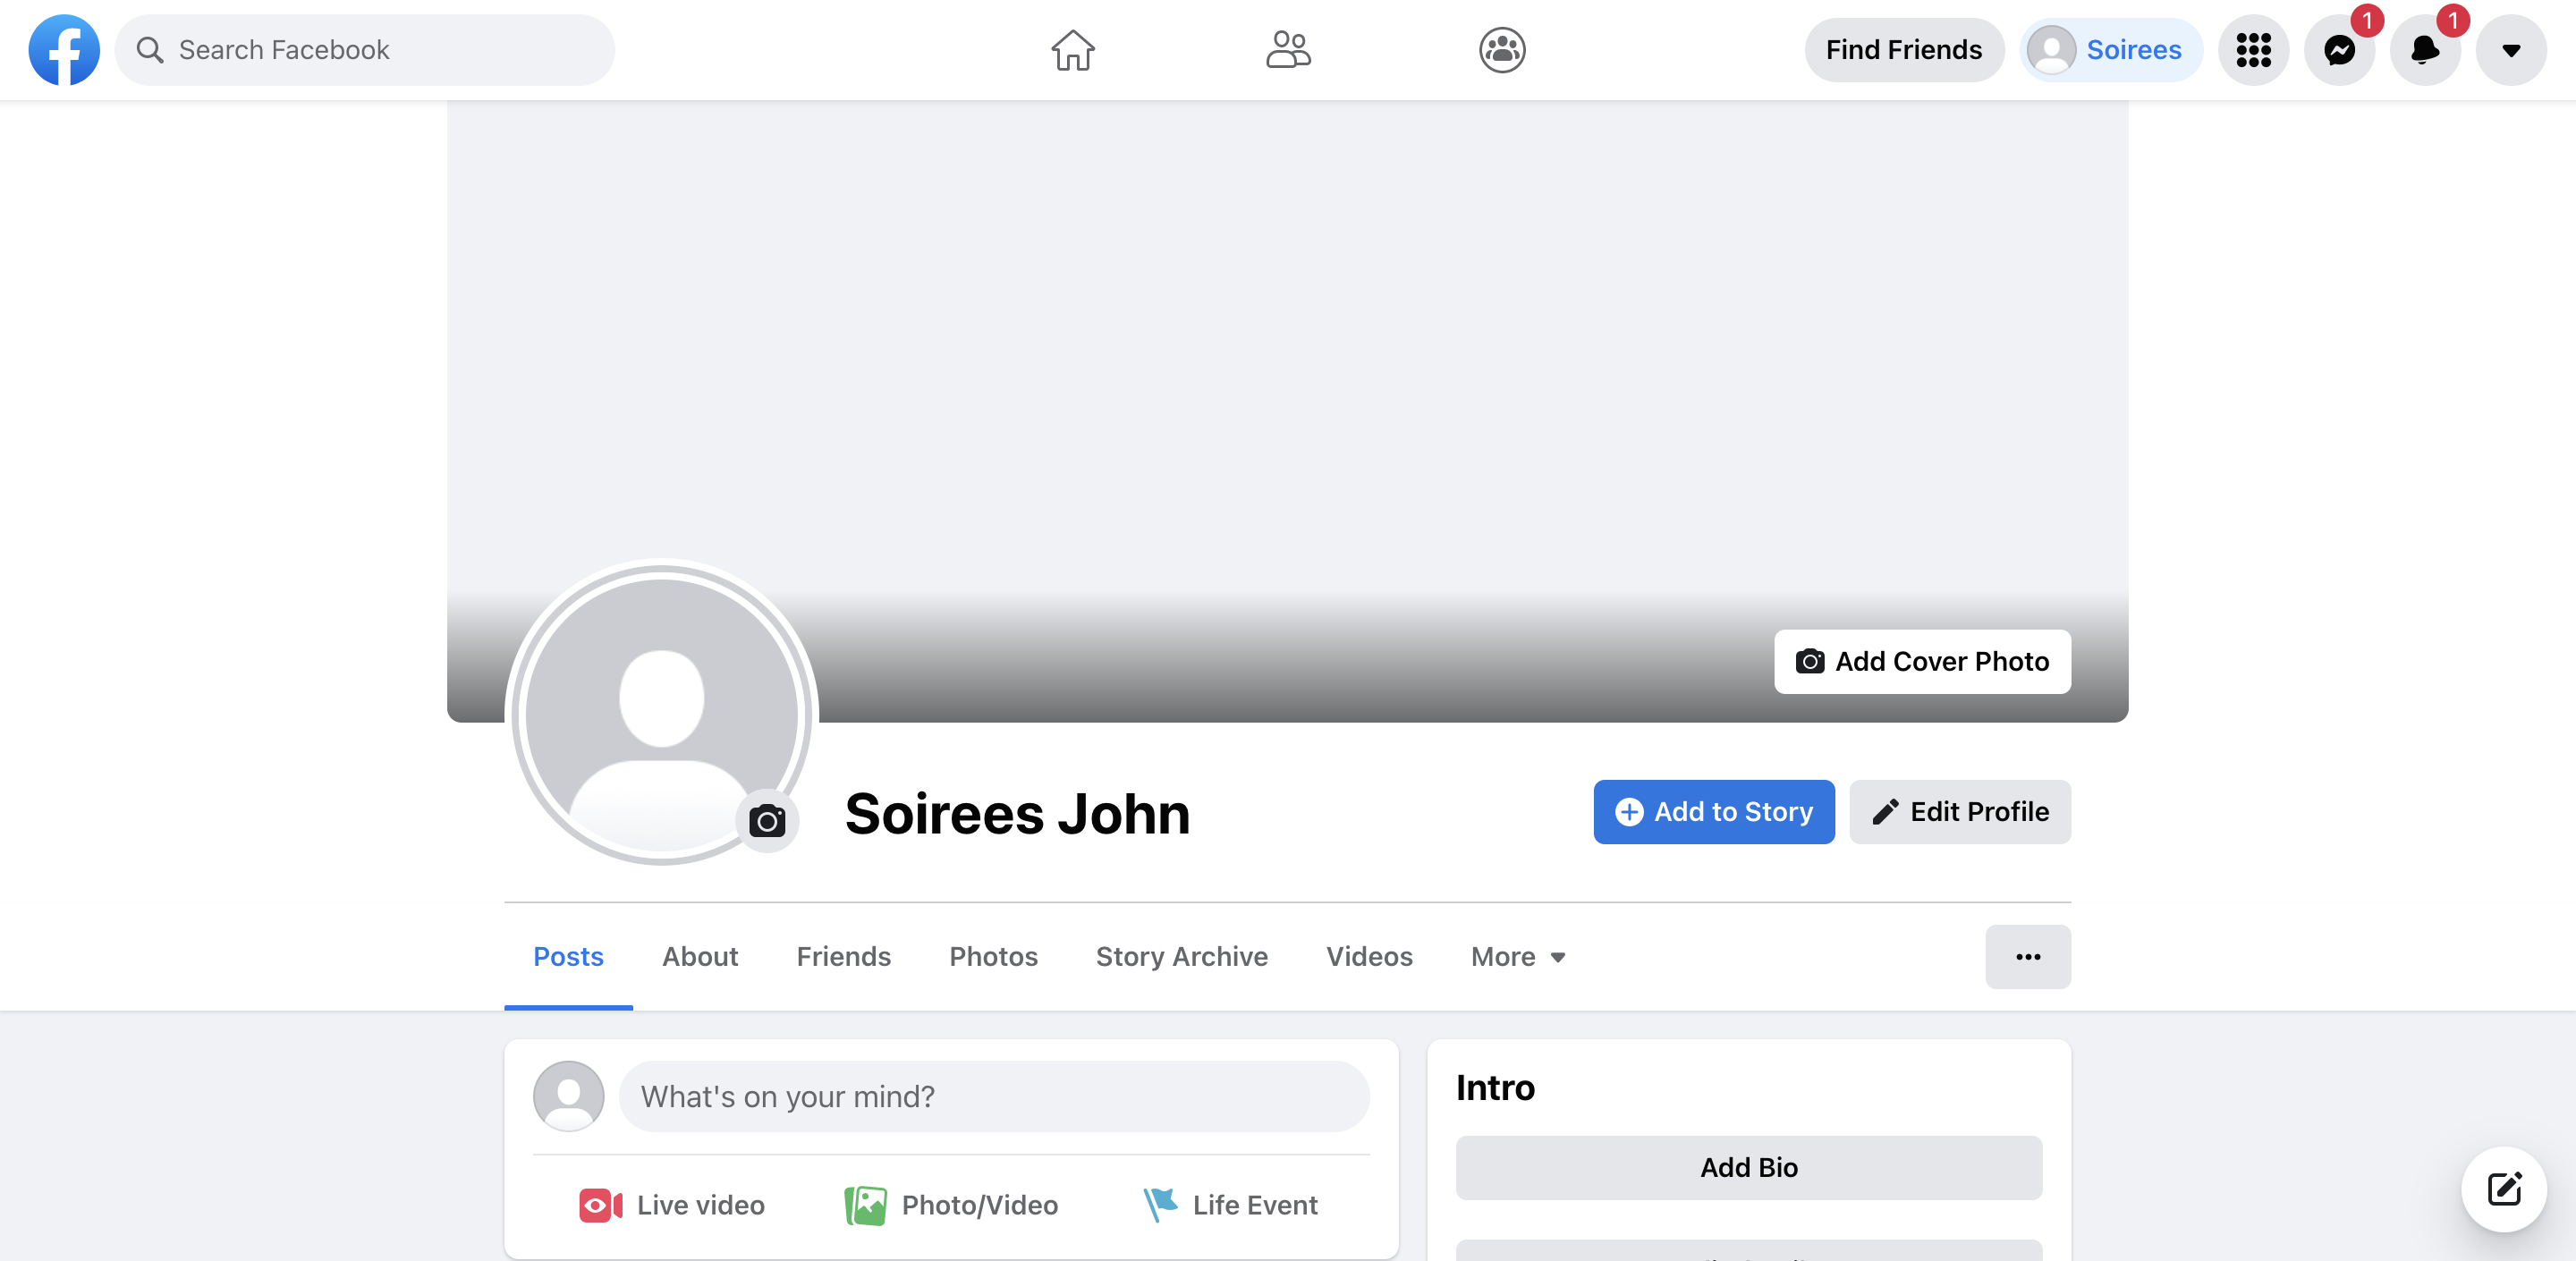 Search Facebook
Find Friends
Soirees
1
1
Add Cover Photo
Soirees John
Add to Story
Edit Profile
Posts
About
Friends
Photos
Story Archive
Videos
More
What's on your mind?
Live video
Photo/Video
Life Event
Intro
Add Bio